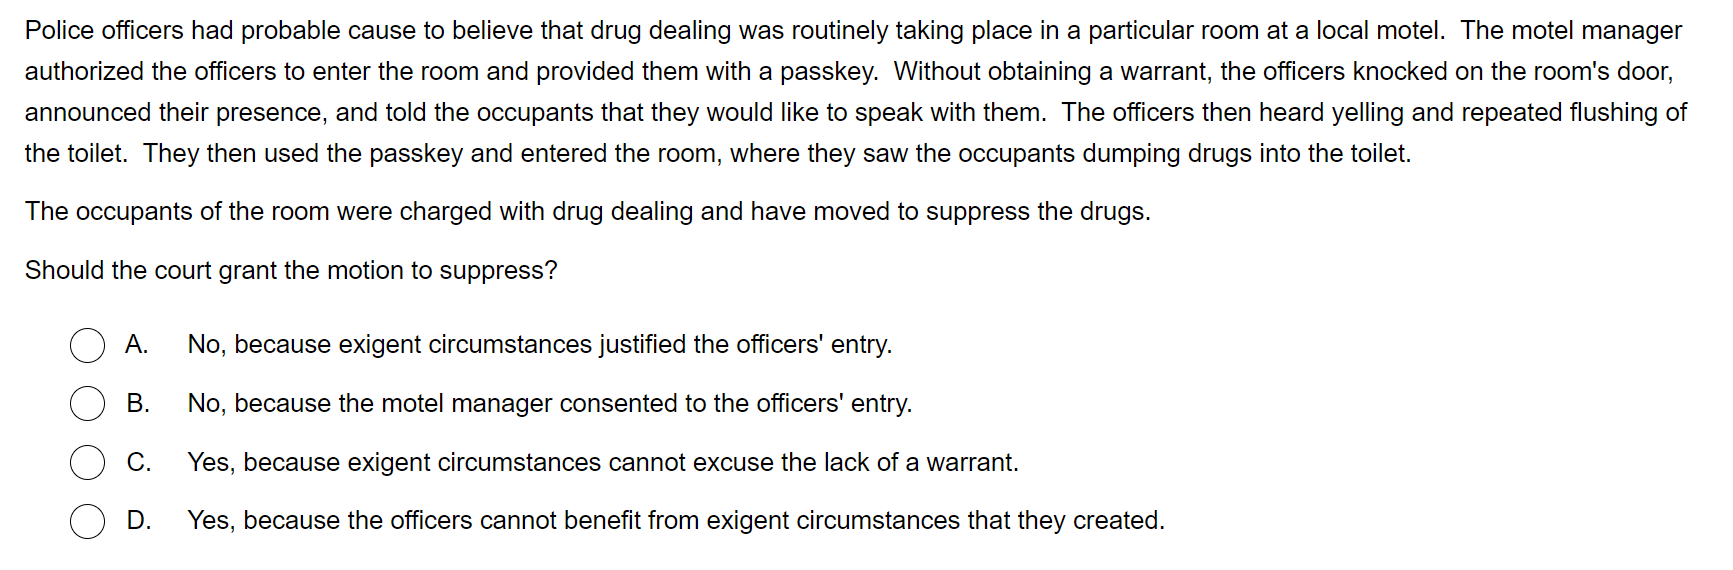 Police officers had probable cause to believe that drug dealing was routinely taking place in a particular room at a local motel.  The motel manager
authorized the officers to enter the room and provided them with a passkey.  Without obtaining a warrant, the officers knocked on the room's door,
announced their presence, and told the occupants that they would like to speak with them.  The officers then heard yelling and repeated flushing of
the toilet.  They then used the passkey and entered the room, where they saw the occupants dumping drugs into the toilet.
The occupants of the room were charged with drug dealing and have moved to suppress the drugs.
Should the court grant the motion to suppress?
A. No, because exigent circumstances justified the officers' entry.
B. No, because the motel manager consented to the officers' entry.
C. Yes, because exigent circumstances cannot excuse the lack of a warrant.
D. Yes, because the officers cannot benefit from exigent circumstances that they created.